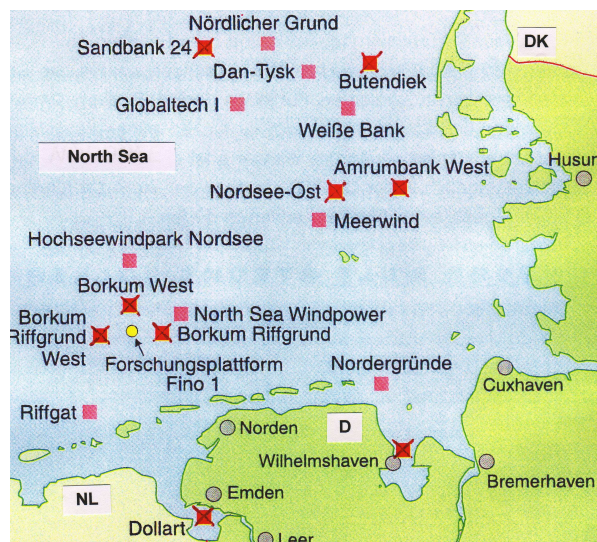 Nördlicher Grund
Sandbank 24
DK
Dan-Tysk
Butendiek
Globaltech I
Weiße Bank
North Sea
Husum
Amrumbank West
Nordsee-Ost
Meerwind
Hochseewindpark Nordsee
Borkum West
North Sea Windpower
Borkum
Riffgrund
West
Borkum Riffgrund
Forschungsplattform
Fino 1
Nordergründe
Cuxhaven
Riffgat
Norden
D
Wilhelmshaven
Bremerhaven
NL
Emden
Dollart
Leer